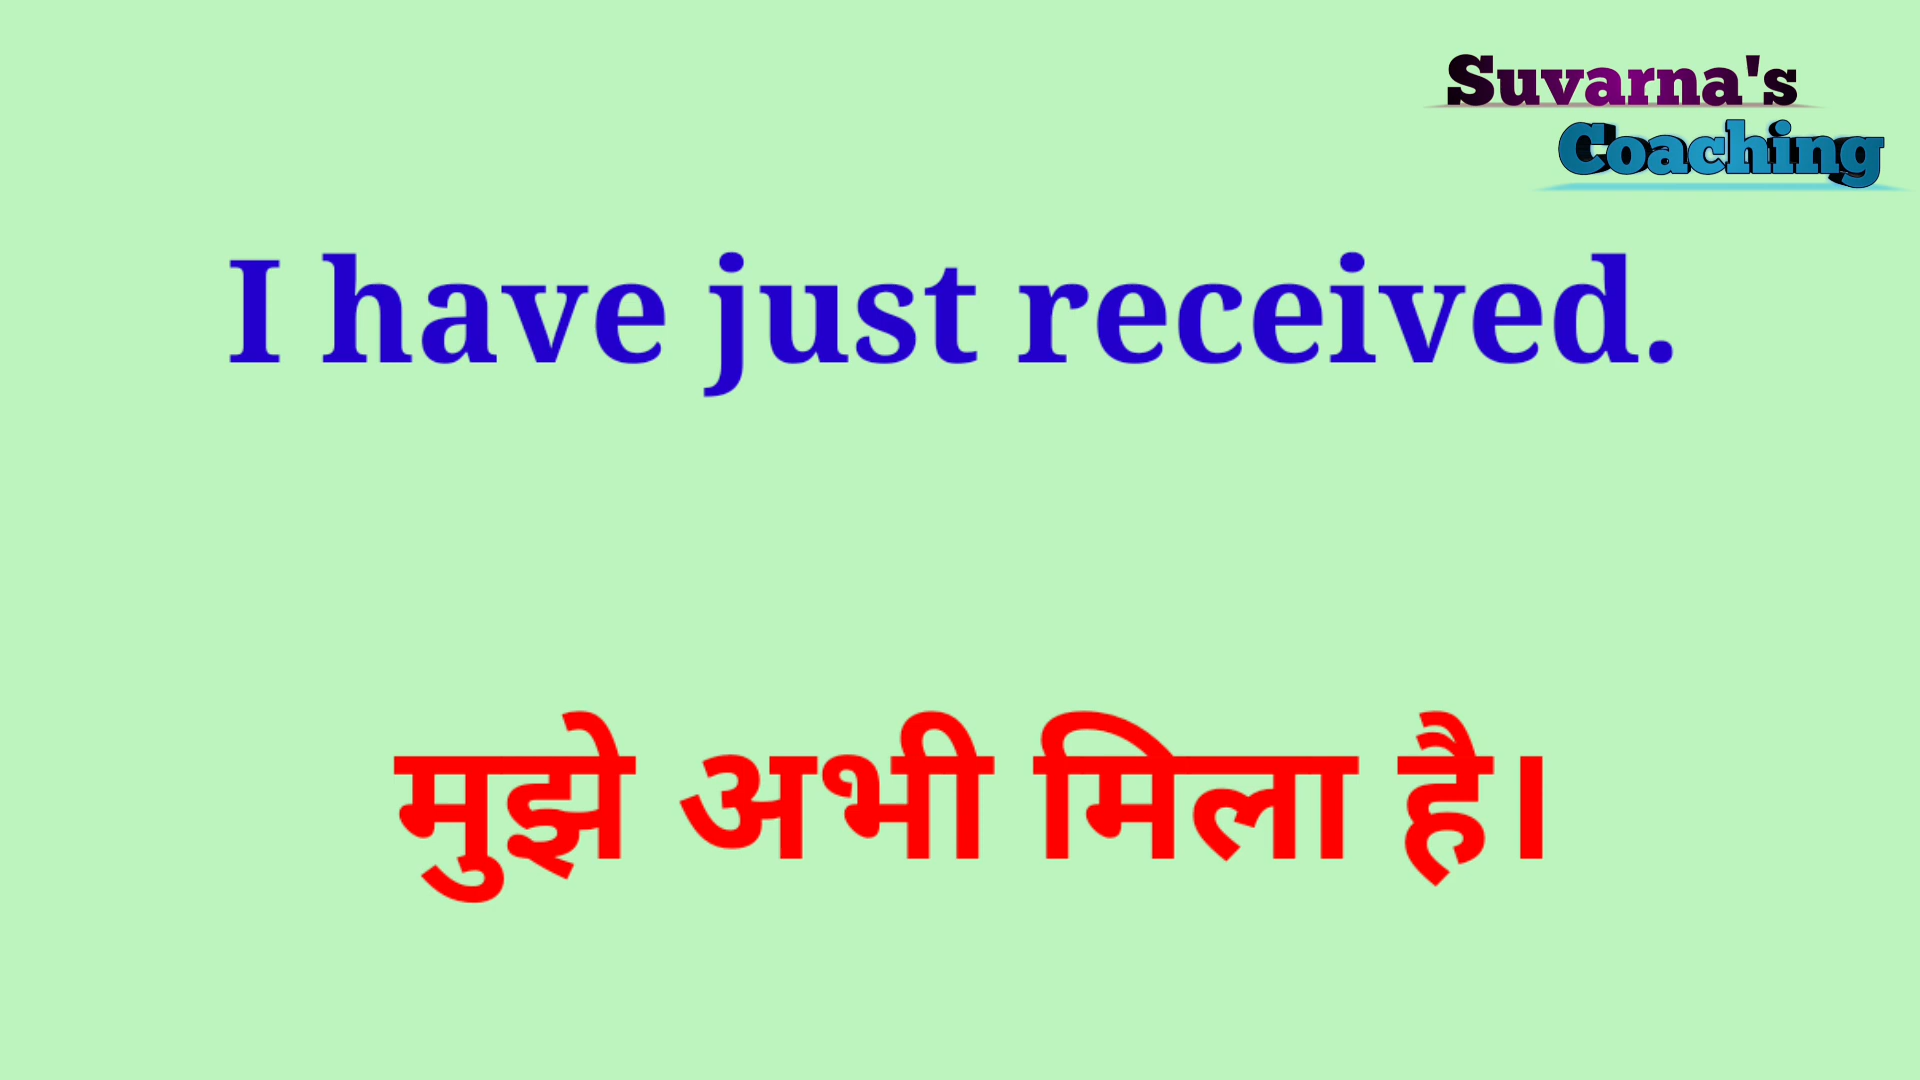 Suvarna's
Coaching
I have just received.
मुझे अभी मिला है।